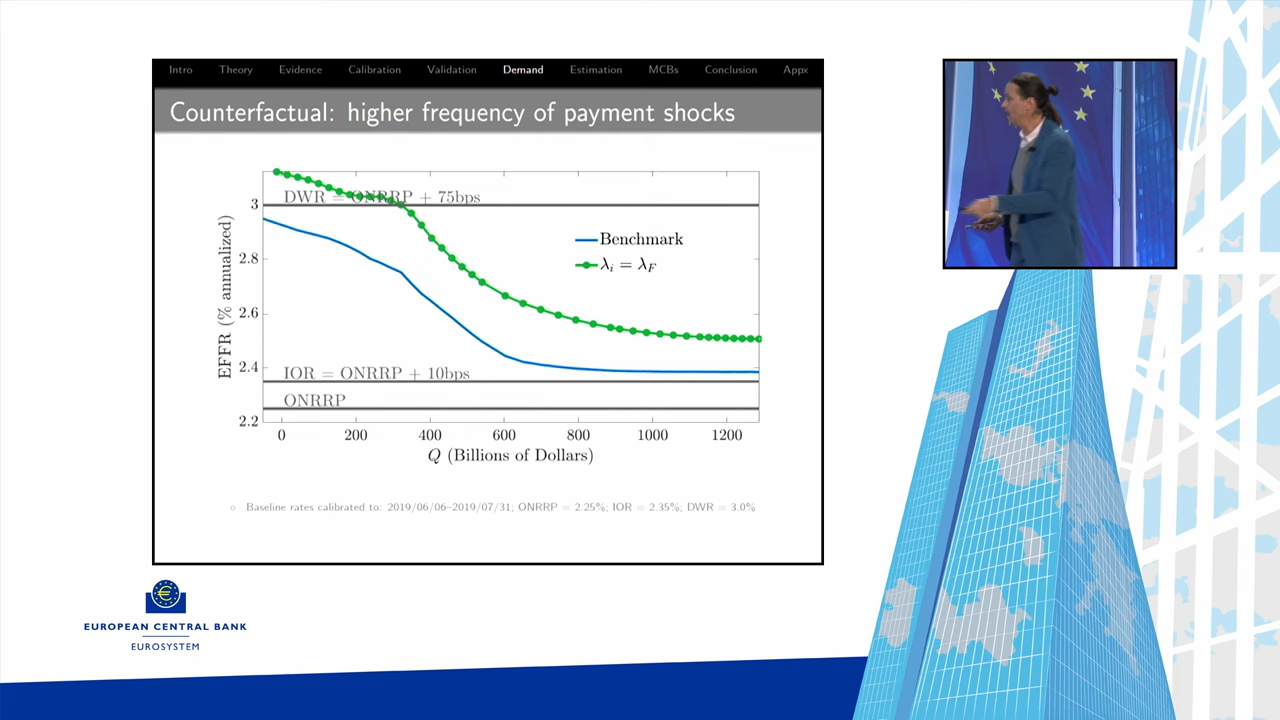 Intro Theory Evidence Calibration Validation Demand Estimation MCBs Conclusion Appx
Counterfactual: higher frequency of payment shocks
DWR = ONRRP + 75bps
3
Benchmark
2.8
λi = λF
2.6
2.4
IOR = ONRRP + 10bps
ONRRP
2.2
EFFR (% annualized)
0 200 400 600 800 1000 1200
Q (Billions of Dollars)
Baseline rates calibrated to: 2019/06/06–2019/07/31; ONRRP = 2.25%; IOR = 2.35%; DWR = 3.0%
€
EUROPEAN CENTRAL BANK
EUROSYSTEM